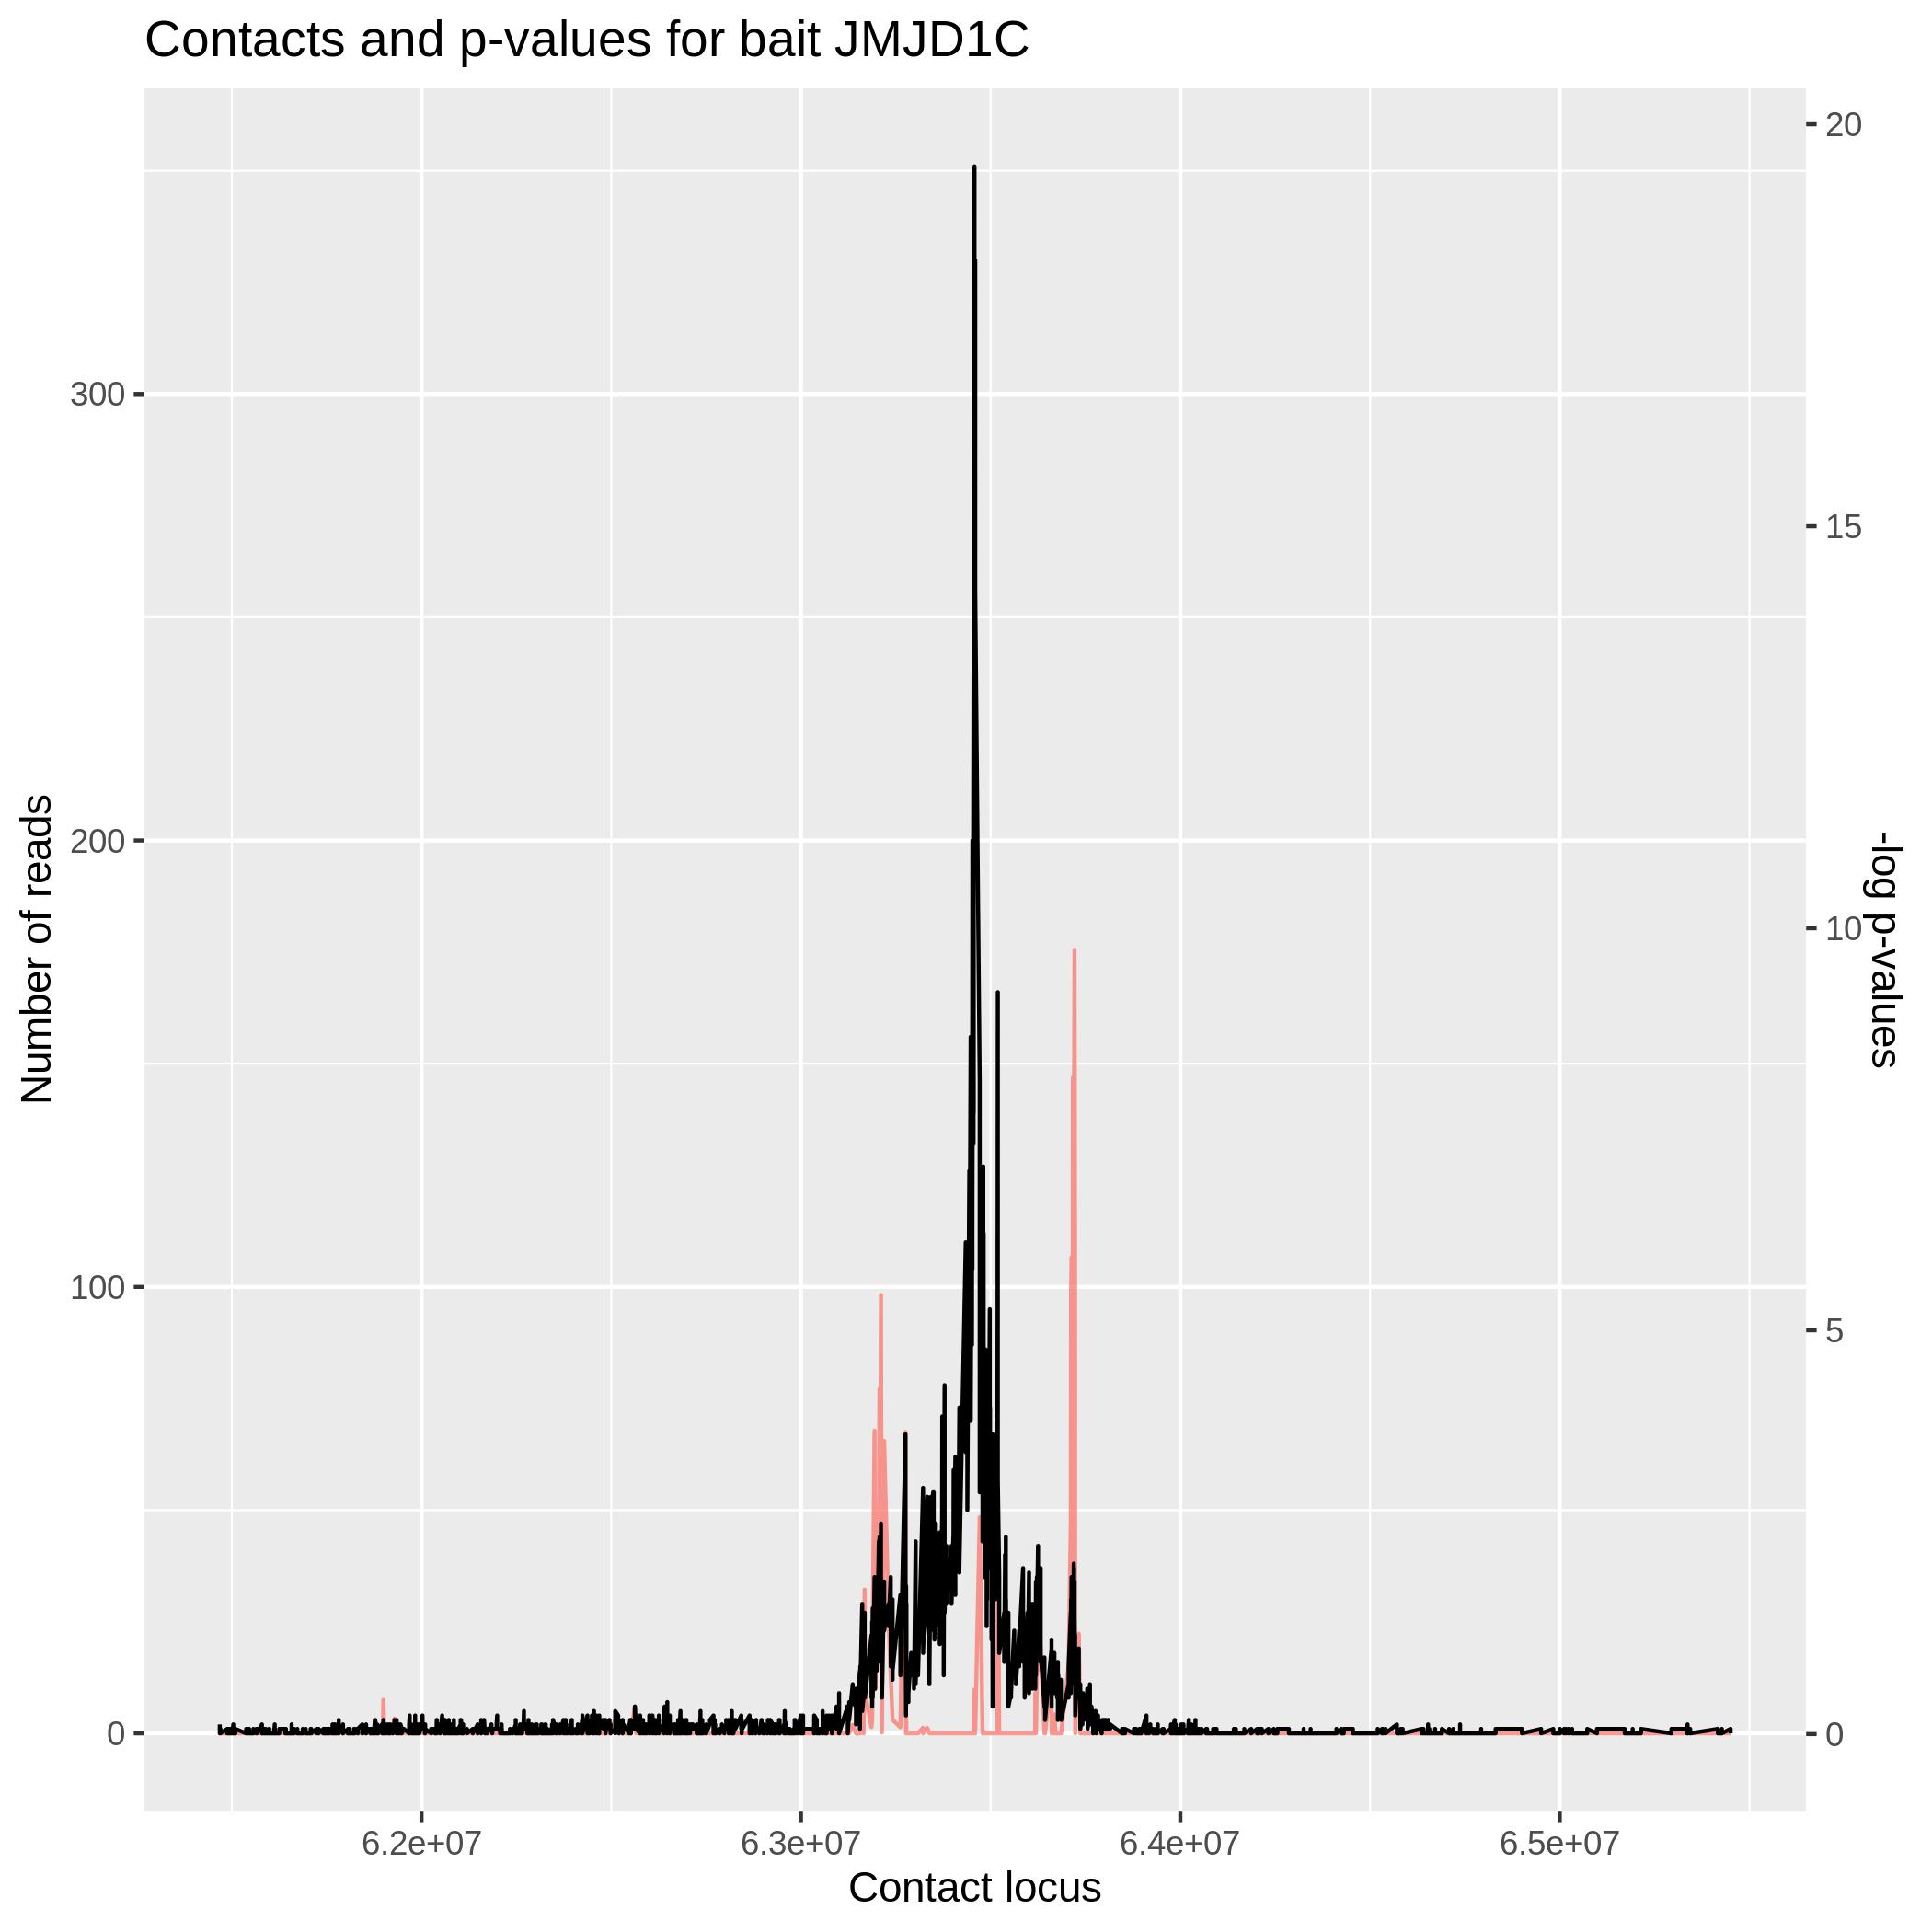 Contacts and p-values for bait JMJD1C
20
15
10
5
0
300
200
100
0
Number of reads
-log p-values
6.2e+07
6.3e+07
6.4e+07
6.5e+07
Contact locus